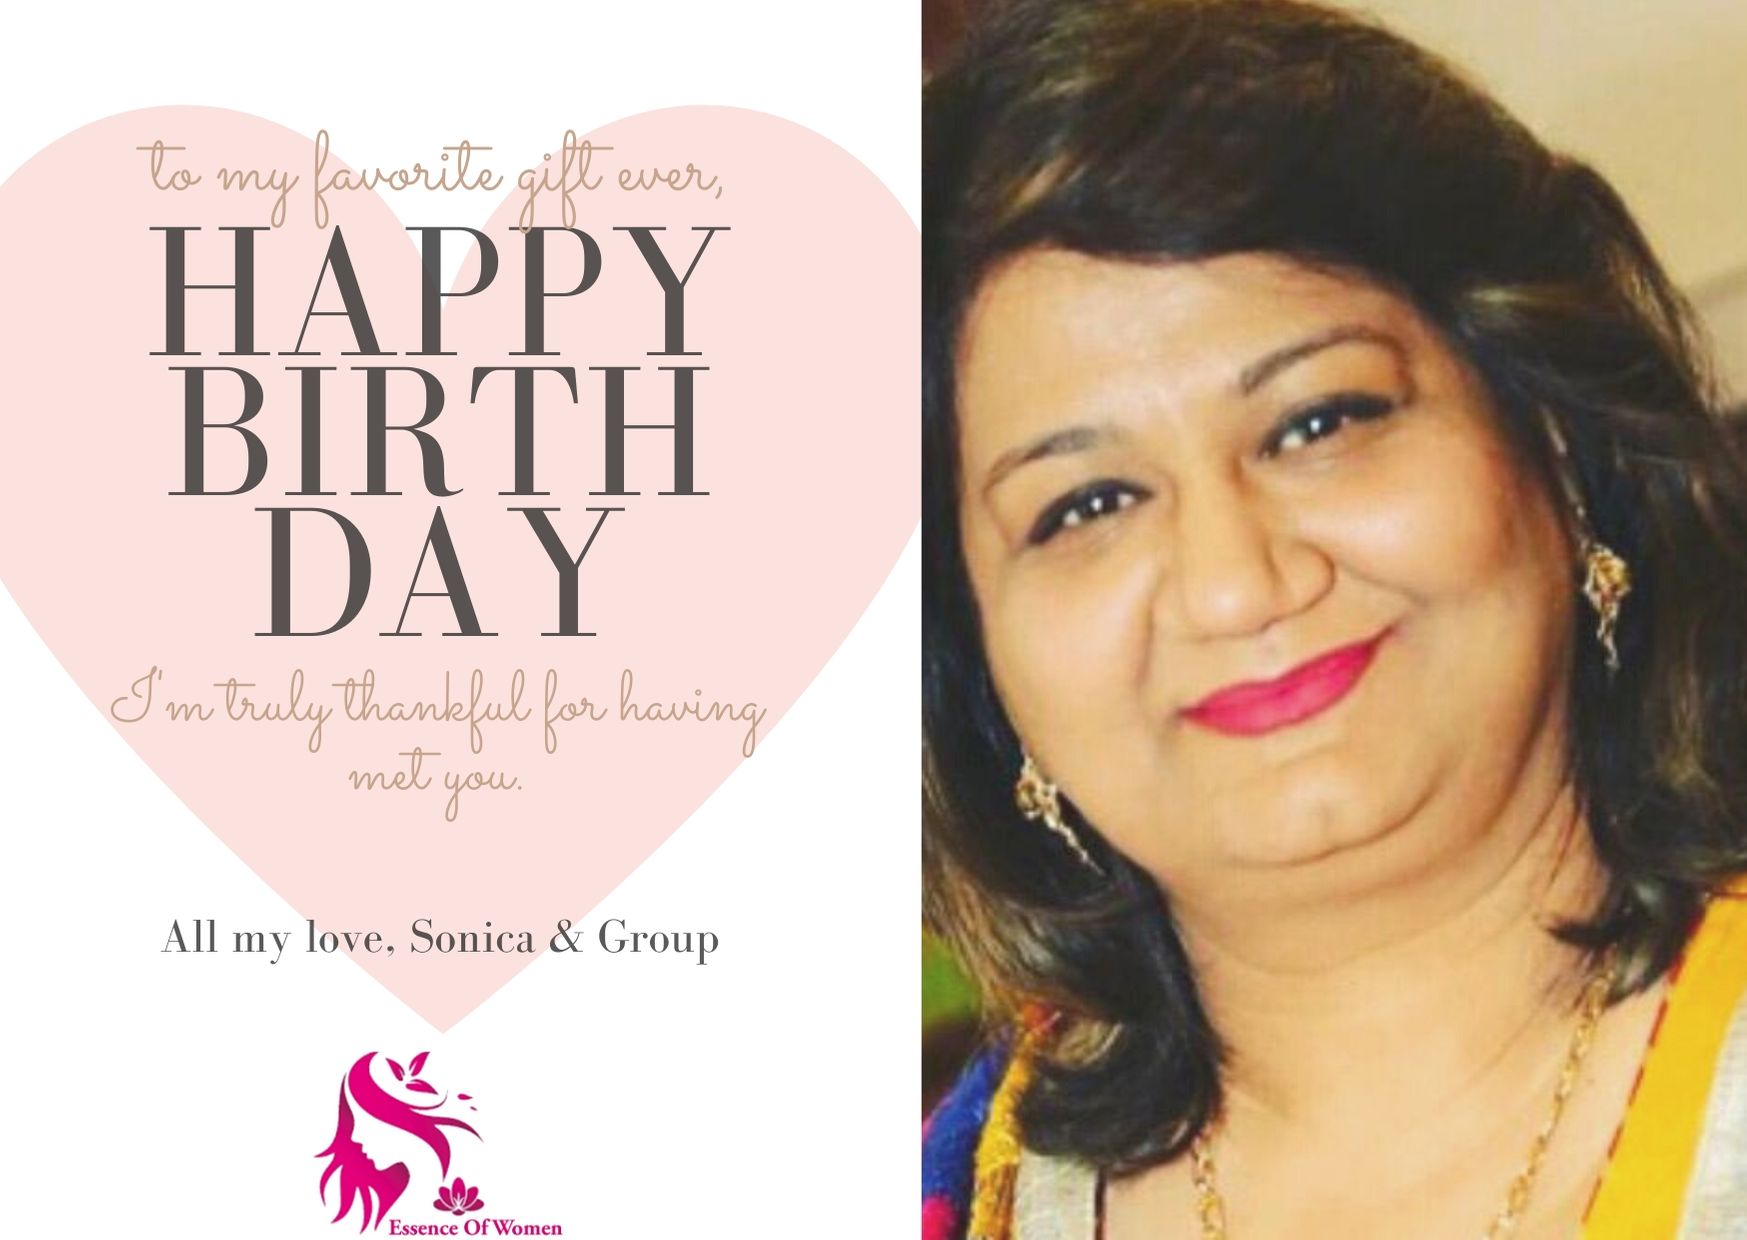 to my favorite gift ever,
HAPPY
BIRTH
DAY
I'm truly thankful for having
met you.
All my love, Sonica & Group
Essence Of Women